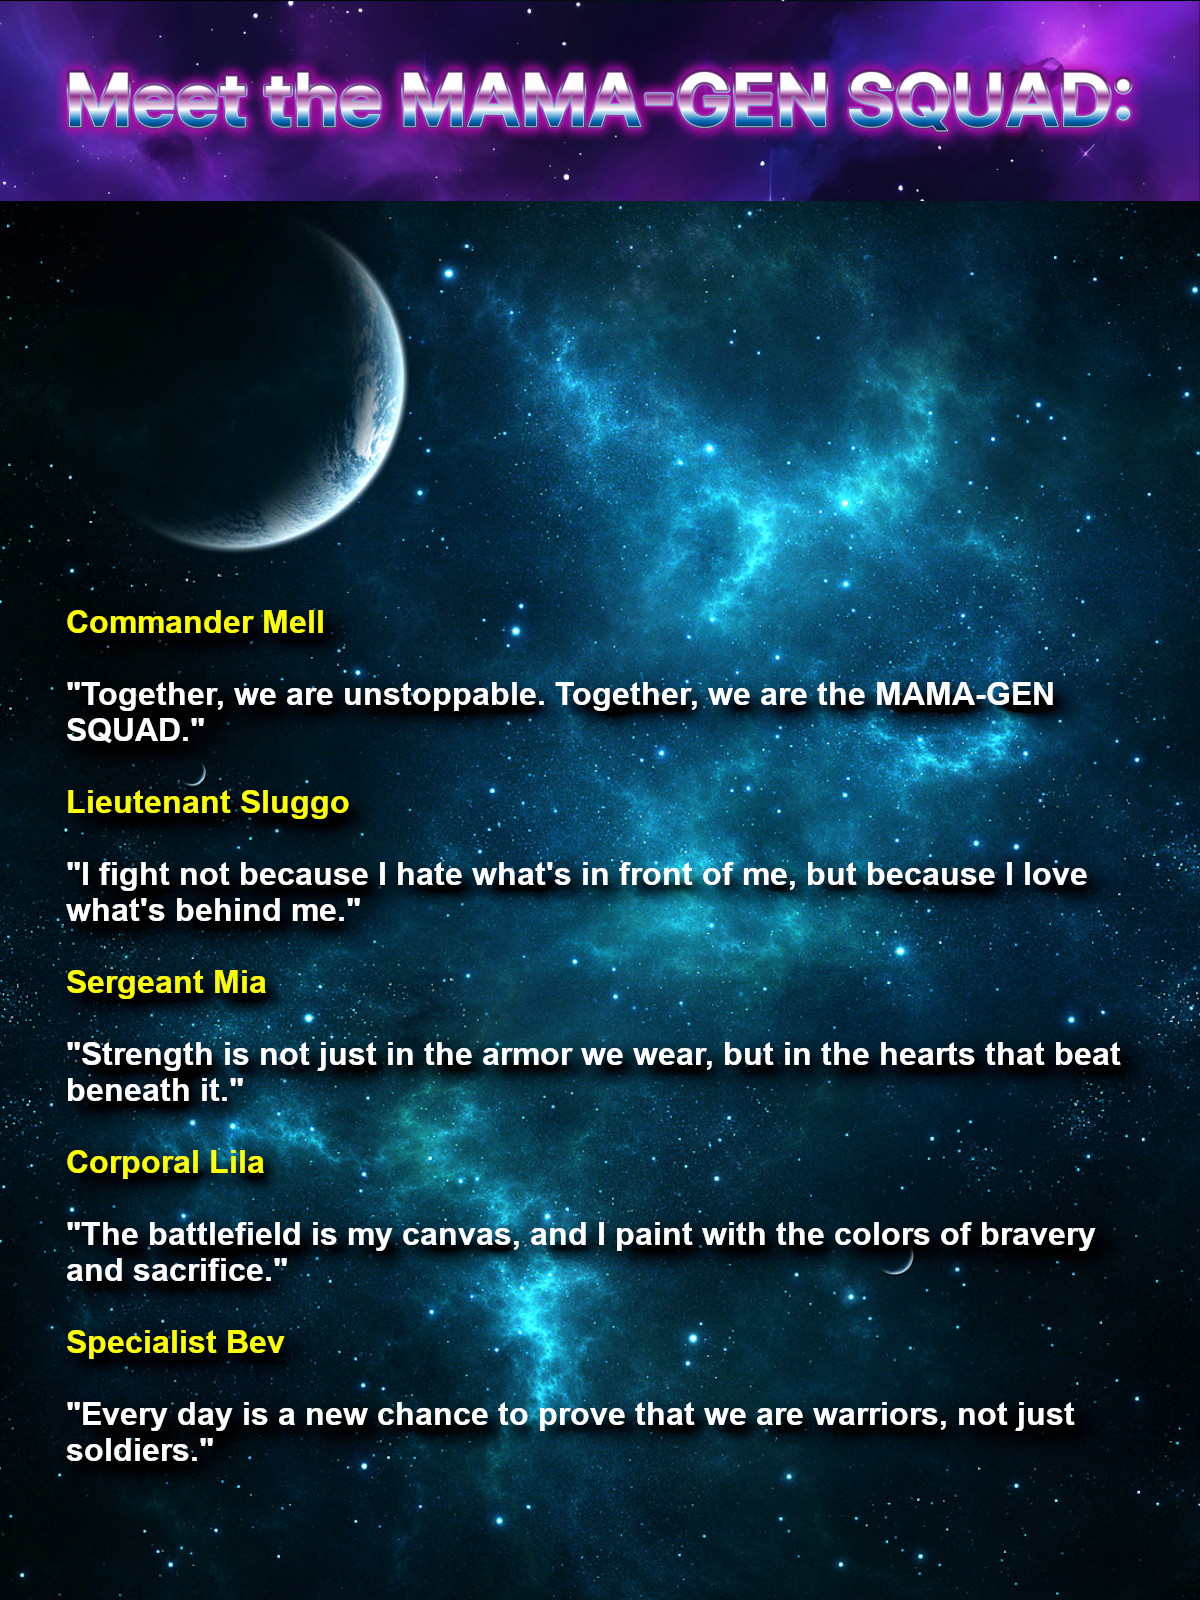 Meet the MAMA-GEN SQUAD:
Commander Mell
"Together, we are unstoppable. Together, we are the MAMA-GEN
SQUAD."
Lieutenant Sluggo
"I fight not because I hate what's in front of me, but because I love
what's behind me."
Sergeant Mia
"Strength is not just in the armor we wear, but in the hearts that beat
beneath it."
Corporal Lila
"The battlefield is my canvas, and I paint with the colors of bravery
and sacrifice."
Specialist Bev
"Every day is a new chance to prove that we are warriors, not just
soldiers."